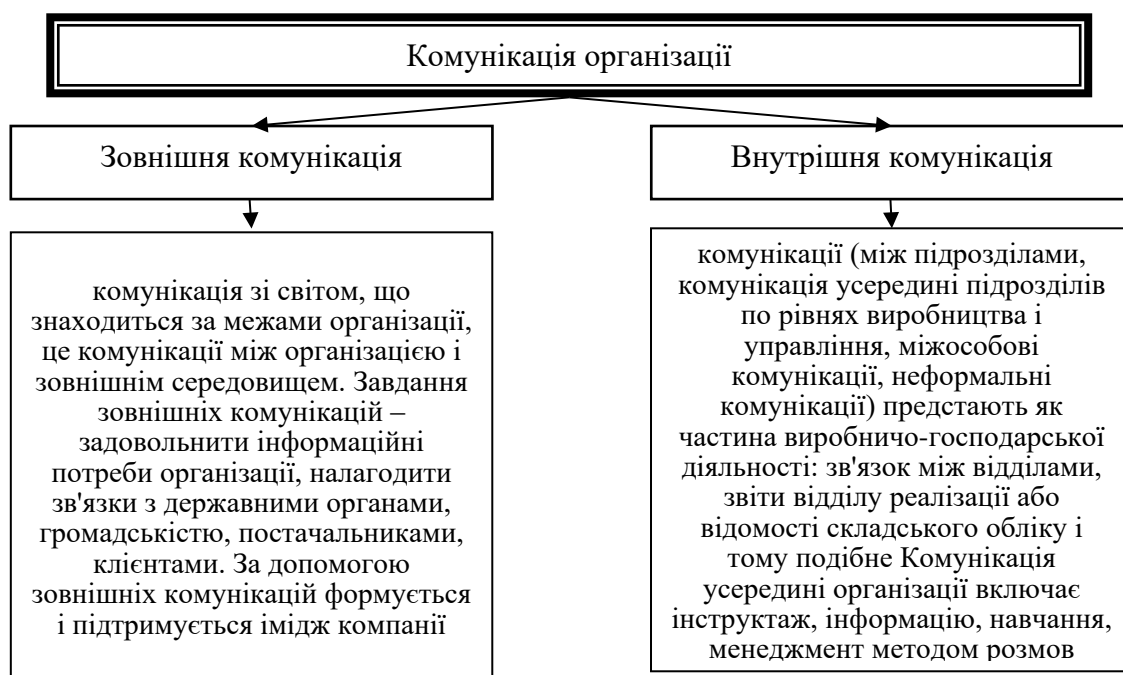 Комунікація організації
Зовнішня комунікація
Внутрішня комунікація
комунікація зі світом, що
знаходиться за межами організації,
це комунікації між організацією і
зовнішнім середовищем. Завдання
зовнішніх комунікацій –
задовольнити інформаційні
потреби організації, налагодити
зв'язки з державними органами,
громадськістю, постачальниками,
клієнтами. За допомогою
зовнішніх комунікацій формується
і підтримується імідж компанії
комунікації (між підрозділами,
комунікація усередині підрозділів
по рівнях виробництва і
управління, міжособові
комунікації, неформальні
комунікації) предстають як
частина виробничо-господарської
діяльності: зв'язок між відділами,
звіти відділу реалізації або
відомості складського обліку і
тому подібне Комунікація
усередині організації включає
інструктаж, інформацію, навчання,
менеджмент методом розмов